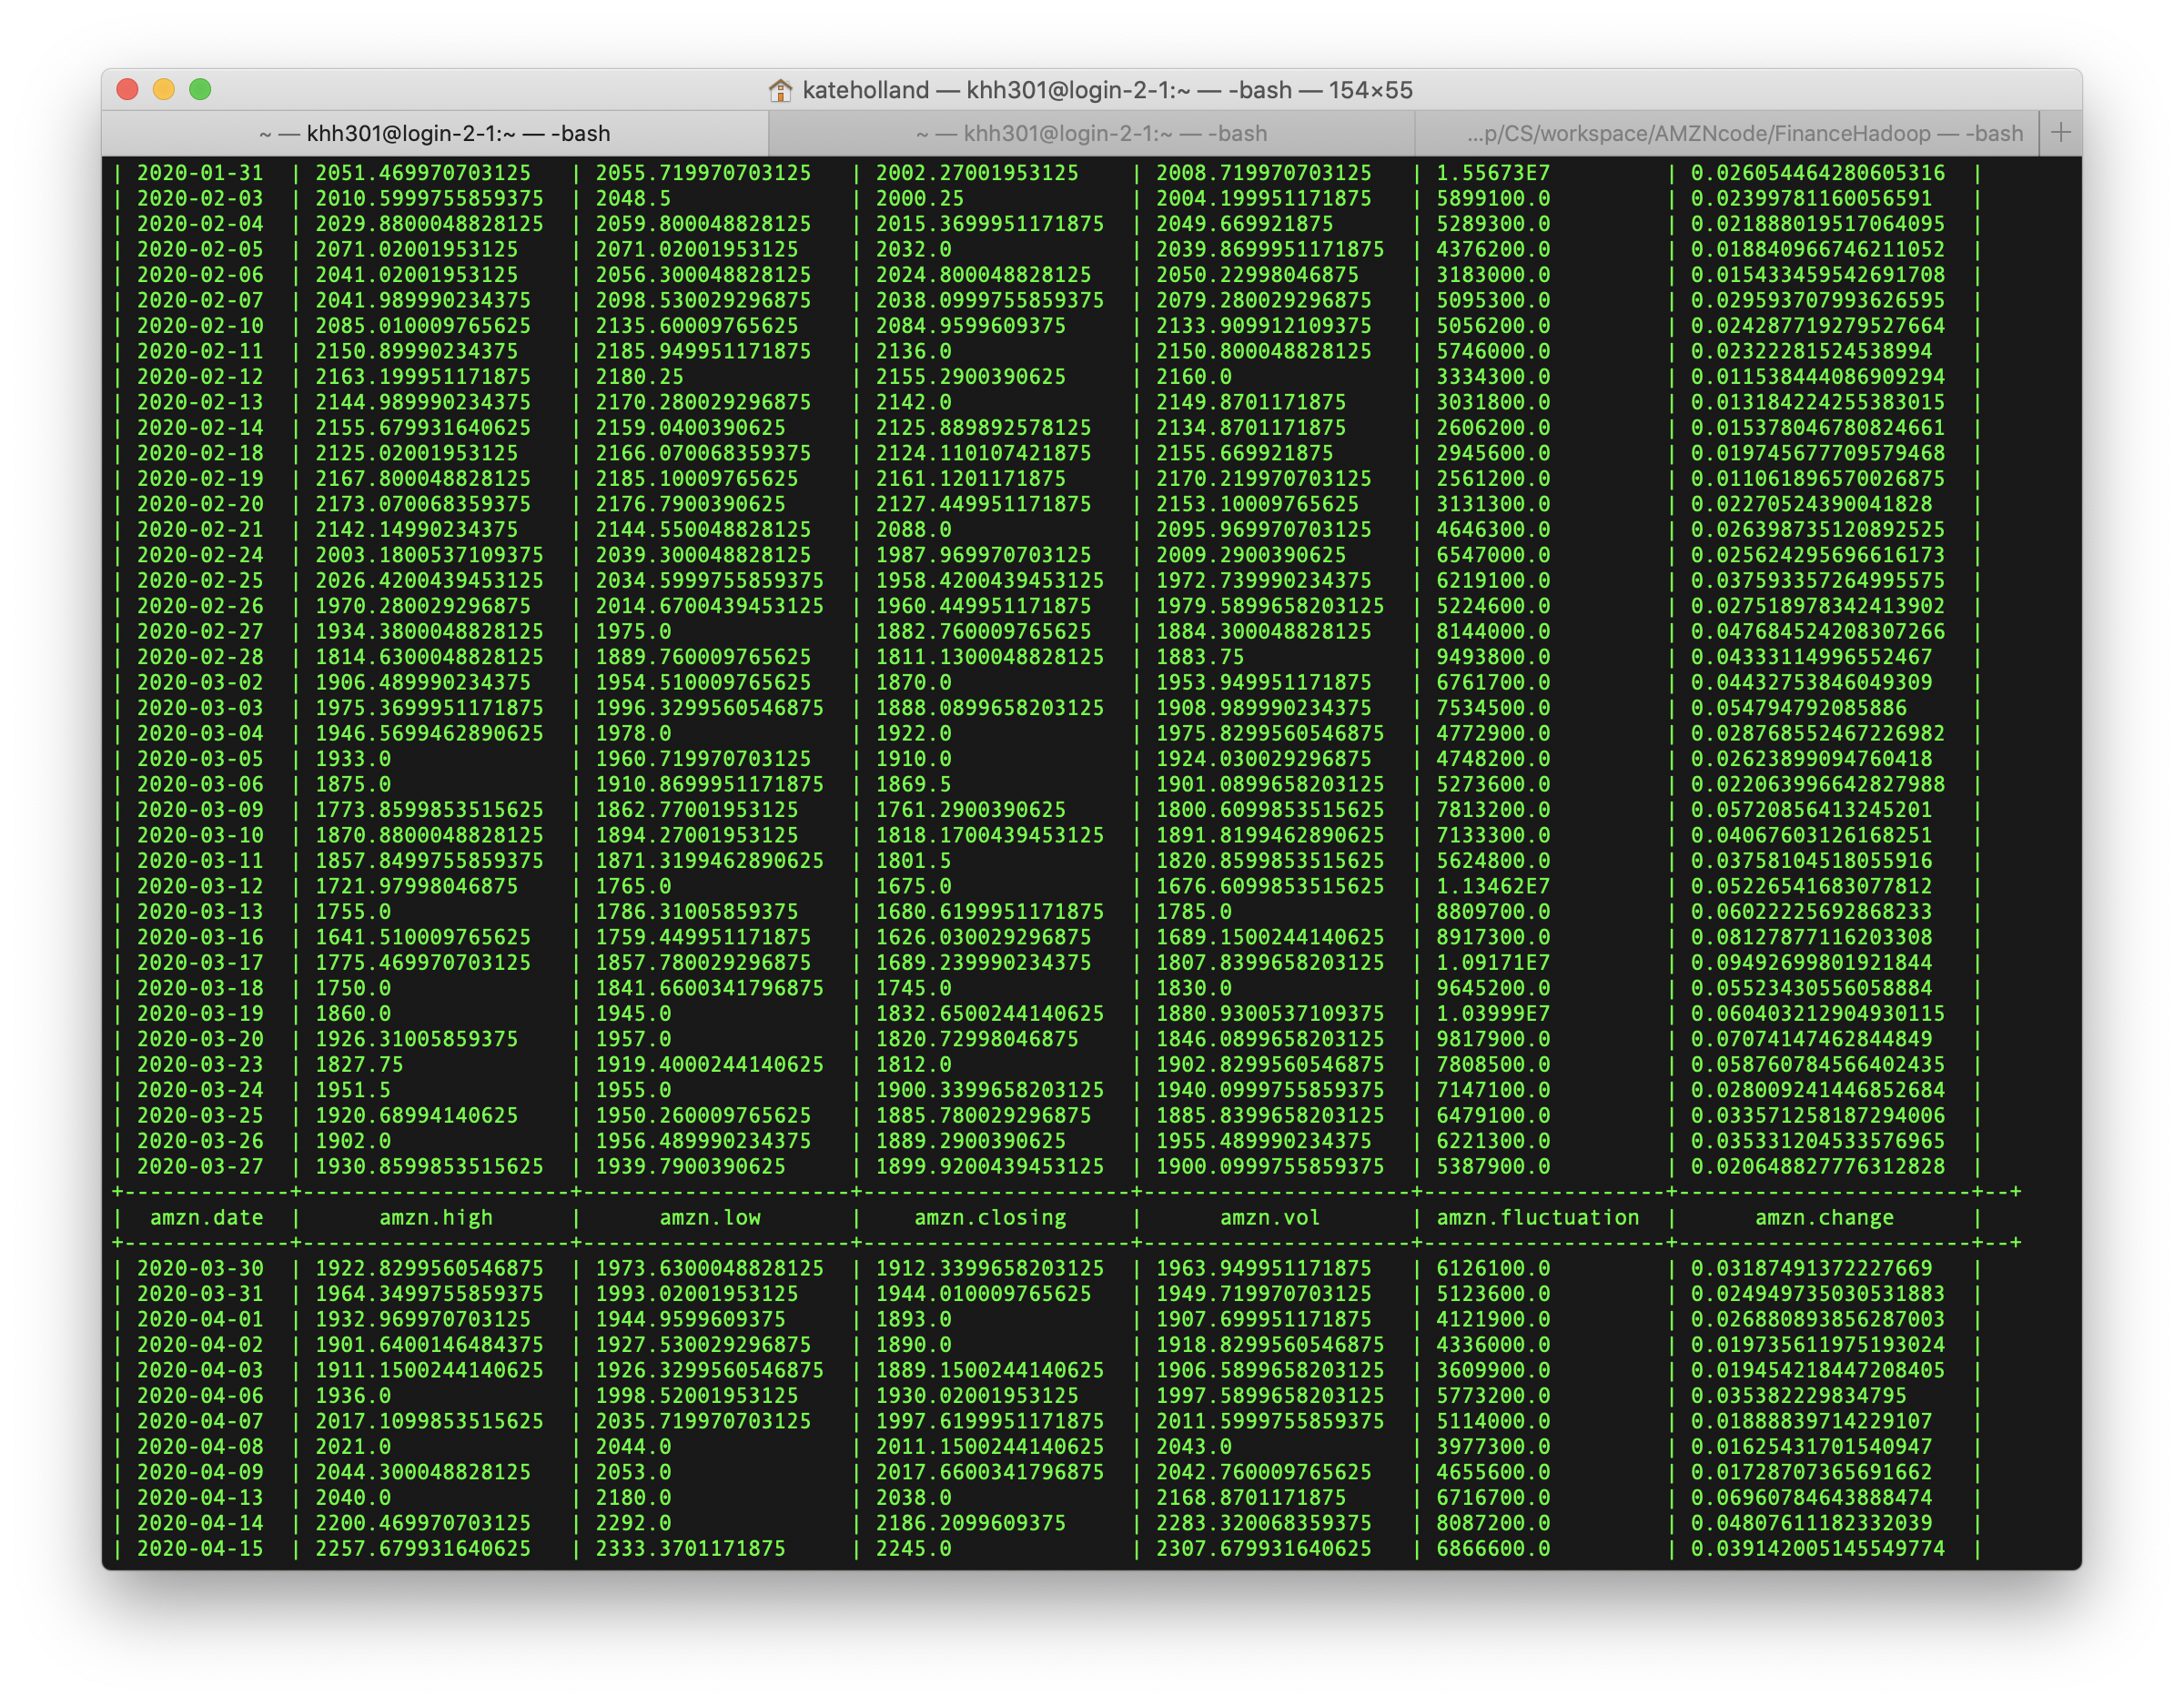 kateholland — khh301@login-2-1:~ — -bash — 154×55
~ — khh301@login-2-1:~ — -bash ~ — khh301@login-2-1:~ — -bash ...p/CS/workspace/AMZNcode/FinanceHadoop — -bash +
| 2020-01-31 | 2051.469970703125 | 2055.719970703125 | 2002.27001953125 | 2008.719970703125 | 1.55673E7 | 0.026054464280605316 |
| 2020-02-03 | 2010.5999755859375 | 2048.5 | 2000.25 | 2004.199951171875 | 5899100.0 | 0.02399781160056591 |
| 2020-02-04 | 2029.8800048828125 | 2059.800048828125 | 2015.3699951171875 | 2049.669921875 | 5289300.0 | 0.021888019517064095 |
| 2020-02-05 | 2071.02001953125 | 2071.02001953125 | 2032.0 | 2039.8699951171875 | 4376200.0 | 0.018840966746211052 |
| 2020-02-06 | 2041.02001953125 | 2056.300048828125 | 2024.800048828125 | 2050.22998046875 | 3183000.0 | 0.015433459542691708 |
| 2020-02-07 | 2041.989990234375 | 2098.530029296875 | 2038.0999755859375 | 2079.280029296875 | 5095300.0 | 0.029593707993626595 |
| 2020-02-10 | 2085.010009765625 | 2135.60009765625 | 2084.9599609375 | 2133.909912109375 | 5056200.0 | 0.024287719279527664 |
| 2020-02-11 | 2150.89990234375 | 2185.949951171875 | 2136.0 | 2150.800048828125 | 5746000.0 | 0.02322281524538994 |
| 2020-02-12 | 2163.199951171875 | 2180.25 | 2155.2900390625 | 2160.0 | 3334300.0 | 0.011538444086909294 |
| 2020-02-13 | 2144.989990234375 | 2170.280029296875 | 2142.0 | 2149.8701171875 | 3031800.0 | 0.013184224255383015 |
| 2020-02-14 | 2155.679931640625 | 2159.0400390625 | 2125.889892578125 | 2134.8701171875 | 2606200.0 | 0.015378046780824661 |
| 2020-02-18 | 2125.02001953125 | 2166.070068359375 | 2124.110107421875 | 2155.669921875 | 2945600.0 | 0.019745677709579468 |
| 2020-02-19 | 2167.800048828125 | 2185.10009765625 | 2161.1201171875 | 2170.219970703125 | 2561200.0 | 0.011061896570026875 |
| 2020-02-20 | 2173.070068359375 | 2176.7900390625 | 2127.449951171875 | 2153.10009765625 | 3131300.0 | 0.02270524390041828 |
| 2020-02-21 | 2142.14990234375 | 2144.550048828125 | 2088.0 | 2095.969970703125 | 4646300.0 | 0.026398735120892525 |
| 2020-02-24 | 2003.1800537109375 | 2039.300048828125 | 1987.969970703125 | 2009.2900390625 | 6547000.0 | 0.025624295696616173 |
| 2020-02-25 | 2026.4200439453125 | 2034.5999755859375 | 1958.4200439453125 | 1972.739990234375 | 6219100.0 | 0.037593357264995575 |
| 2020-02-26 | 1970.280029296875 | 2014.6700439453125 | 1960.449951171875 | 1979.5899658203125 | 5224600.0 | 0.027518978342413902 |
| 2020-02-27 | 1934.3800048828125 | 1975.0 | 1882.760009765625 | 1884.300048828125 | 8144000.0 | 0.047684524208307266 |
| 2020-02-28 | 1814.6300048828125 | 1889.760009765625 | 1811.1300048828125 | 1883.75 | 9493800.0 | 0.04333114996552467 |
| 2020-03-02 | 1906.489990234375 | 1954.510009765625 | 1870.0 | 1953.949951171875 | 6761700.0 | 0.04432753846049309 |
| 2020-03-03 | 1975.3699951171875 | 1996.3299560546875 | 1888.0899658203125 | 1908.989990234375 | 7534500.0 | 0.054794792085886 |
| 2020-03-04 | 1946.5699462890625 | 1978.0 | 1922.0 | 1975.8299560546875 | 4772900.0 | 0.028768552467226982 |
| 2020-03-05 | 1933.0 | 1960.719970703125 | 1910.0 | 1924.030029296875 | 4748200.0 | 0.02623899094760418 |
| 2020-03-06 | 1875.0 | 1910.8699951171875 | 1869.5 | 1901.0899658203125 | 5273600.0 | 0.022063996642827988 |
| 2020-03-09 | 1773.8599853515625 | 1862.77001953125 | 1761.2900390625 | 1800.6099853515625 | 7813200.0 | 0.05720856413245201 |
| 2020-03-10 | 1870.8800048828125 | 1894.27001953125 | 1818.1700439453125 | 1891.8199462890625 | 7133300.0 | 0.04067603126168251 |
| 2020-03-11 | 1857.8499755859375 | 1871.3199462890625 | 1801.5 | 1820.8599853515625 | 5624800.0 | 0.03758104518055916 |
| 2020-03-12 | 1721.97998046875 | 1765.0 | 1675.0 | 1676.6099853515625 | 1.13462E7 | 0.05226541683077812 |
| 2020-03-13 | 1755.0 | 1786.31005859375 | 1680.6199951171875 | 1785.0 | 8809700.0 | 0.06022225692868233 |
| 2020-03-16 | 1641.510009765625 | 1759.449951171875 | 1626.030029296875 | 1689.1500244140625 | 8917300.0 | 0.08127877116203308 |
| 2020-03-17 | 1775.469970703125 | 1857.780029296875 | 1689.239990234375 | 1807.8399658203125 | 1.09171E7 | 0.09492699801921844 |
| 2020-03-18 | 1750.0 | 1841.6600341796875 | 1745.0 | 1830.0 | 9645200.0 | 0.05523430556058884 |
| 2020-03-19 | 1860.0 | 1945.0 | 1832.6500244140625 | 1880.9300537109375 | 1.03999E7 | 0.060403212904930115 |
| 2020-03-20 | 1926.31005859375 | 1957.0 | 1820.72998046875 | 1846.0899658203125 | 9817900.0 | 0.07074147462844849 |
| 2020-03-23 | 1827.75 | 1919.4000244140625 | 1812.0 | 1902.8299560546875 | 7808500.0 | 0.058760784566402435 |
| 2020-03-24 | 1951.5 | 1955.0 | 1900.3399658203125 | 1940.0999755859375 | 7147100.0 | 0.028009241446852684 |
| 2020-03-25 | 1920.68994140625 | 1950.260009765625 | 1885.780029296875 | 1885.8399658203125 | 6479100.0 | 0.033571258187294006 |
| 2020-03-26 | 1902.0 | 1956.489990234375 | 1889.2900390625 | 1955.489990234375 | 6221300.0 | 0.035331204533576965 |
| 2020-03-27 | 1930.8599853515625 | 1939.7900390625 | 1899.9200439453125 | 1900.0999755859375 | 5387900.0 | 0.020648827776312828 |
+-------------+---------------------+---------------------+---------------------+---------------------+-------------------+-----------------------+--+
| amzn.date | amzn.high | amzn.low | amzn.closing | amzn.vol | amzn.fluctuation | amzn.change |
+-------------+---------------------+---------------------+---------------------+---------------------+-------------------+-----------------------+--+
| 2020-03-30 | 1922.8299560546875 | 1973.6300048828125 | 1912.3399658203125 | 1963.949951171875 | 6126100.0 | 0.03187491372227669 |
| 2020-03-31 | 1964.3499755859375 | 1993.02001953125 | 1944.010009765625 | 1949.719970703125 | 5123600.0 | 0.024949735030531883 |
| 2020-04-01 | 1932.969970703125 | 1944.9599609375 | 1893.0 | 1907.699951171875 | 4121900.0 | 0.026880893856287003 |
| 2020-04-02 | 1901.6400146484375 | 1927.530029296875 | 1890.0 | 1918.8299560546875 | 4336000.0 | 0.019735611975193024 |
| 2020-04-03 | 1911.1500244140625 | 1926.3299560546875 | 1889.1500244140625 | 1906.5899658203125 | 3609900.0 | 0.019454218447208405 |
| 2020-04-06 | 1936.0 | 1998.52001953125 | 1930.02001953125 | 1997.5899658203125 | 5773200.0 | 0.035382229834795 |
| 2020-04-07 | 2017.1099853515625 | 2035.719970703125 | 1997.6199951171875 | 2011.5999755859375 | 5114000.0 | 0.01888839714229107 |
| 2020-04-08 | 2021.0 | 2044.0 | 2011.1500244140625 | 2043.0 | 3977300.0 | 0.01625431701540947 |
| 2020-04-09 | 2044.300048828125 | 2053.0 | 2017.6600341796875 | 2042.760009765625 | 4655600.0 | 0.01728707365691662 |
| 2020-04-13 | 2040.0 | 2180.0 | 2038.0 | 2168.8701171875 | 6716700.0 | 0.06960784643888474 |
| 2020-04-14 | 2200.469970703125 | 2292.0 | 2186.2099609375 | 2283.320068359375 | 8087200.0 | 0.04807611182332039 |
| 2020-04-15 | 2257.679931640625 | 2333.3701171875 | 2245.0 | 2307.679931640625 | 6866600.0 | 0.039142005145549774 |